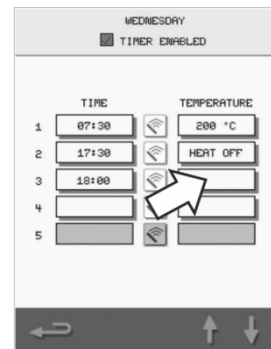 WEDNESDAY
TIMER ENABLED
TIME TEMPERATURE
1 07:30 200 °C
2 17:30 HEAT OFF
3 18:00
4
5